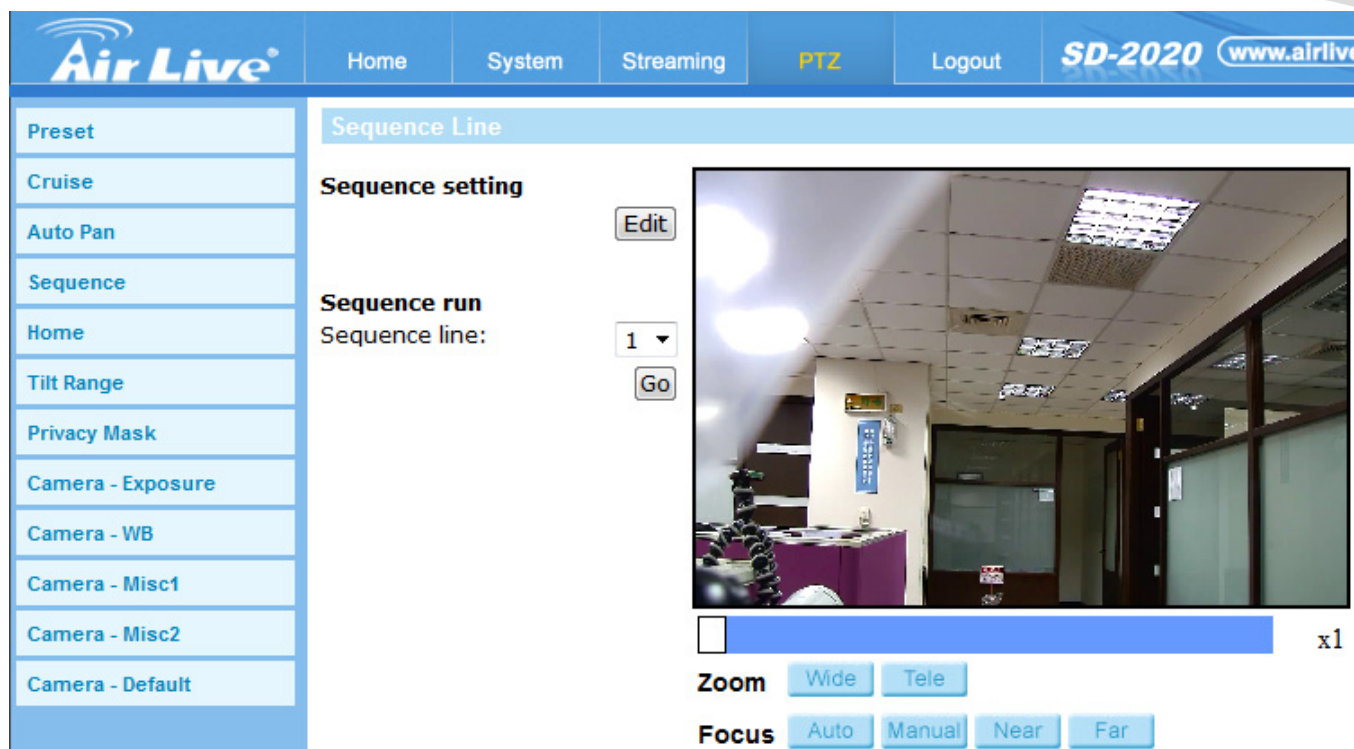 Air Live®
Home
System
Streaming
PTZ
Logout
SD-2020
www.airlive
Preset
Cruise
Auto Pan
Sequence
Home
Tilt Range
Privacy Mask
Camera - Exposure
Camera - WB
Camera - Misc1
Camera - Misc2
Camera - Default
Sequence Line
Sequence setting
Edit
Sequence run
Sequence line:
1
Go
x1
Zoom
Wide
Tele
Focus
Auto
Manual
Near
Far